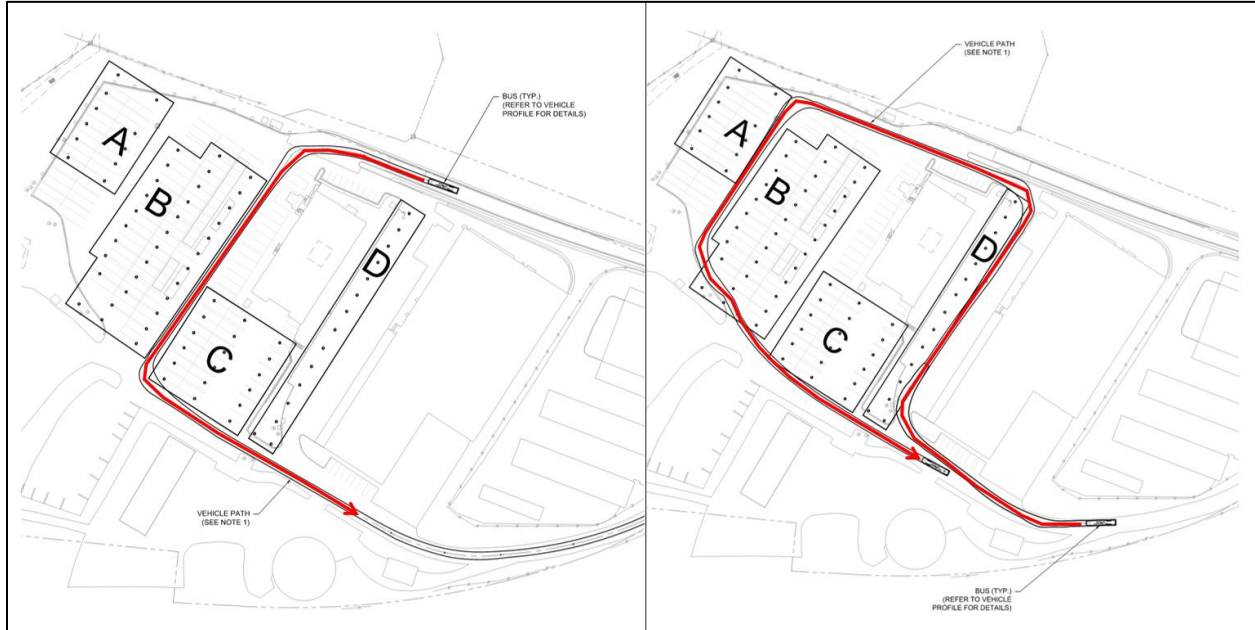 BUS (TYP.)
(REFER TO VEHICLE
PROFILE FOR DETAILS)
A
B
C
D
VEHICLE PATH
(SEE NOTE 1)
VEHICLE PATH
(SEE NOTE 1)
A
B
C
D
BUS (TYP.)
(REFER TO VEHICLE
PROFILE FOR DETAILS)